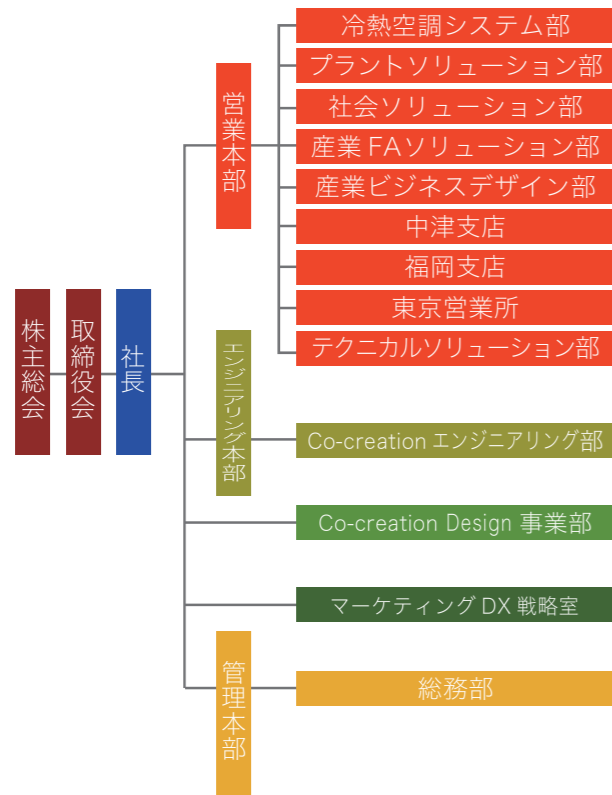 株主総会
取締役会
社長
営業本部
冷熱空調システム部
プラントソリューション部
社会ソリューション部
産業 FAソリューション部
産業ビジネスデザイン部
中津支店
福岡支店
東京営業所
テクニカルソリューション部
エンジニアリング本部
Co-creation エンジニアリング部
Co-creation Design 事業部
マーケティング DX 戦略室
管理本部
総務部